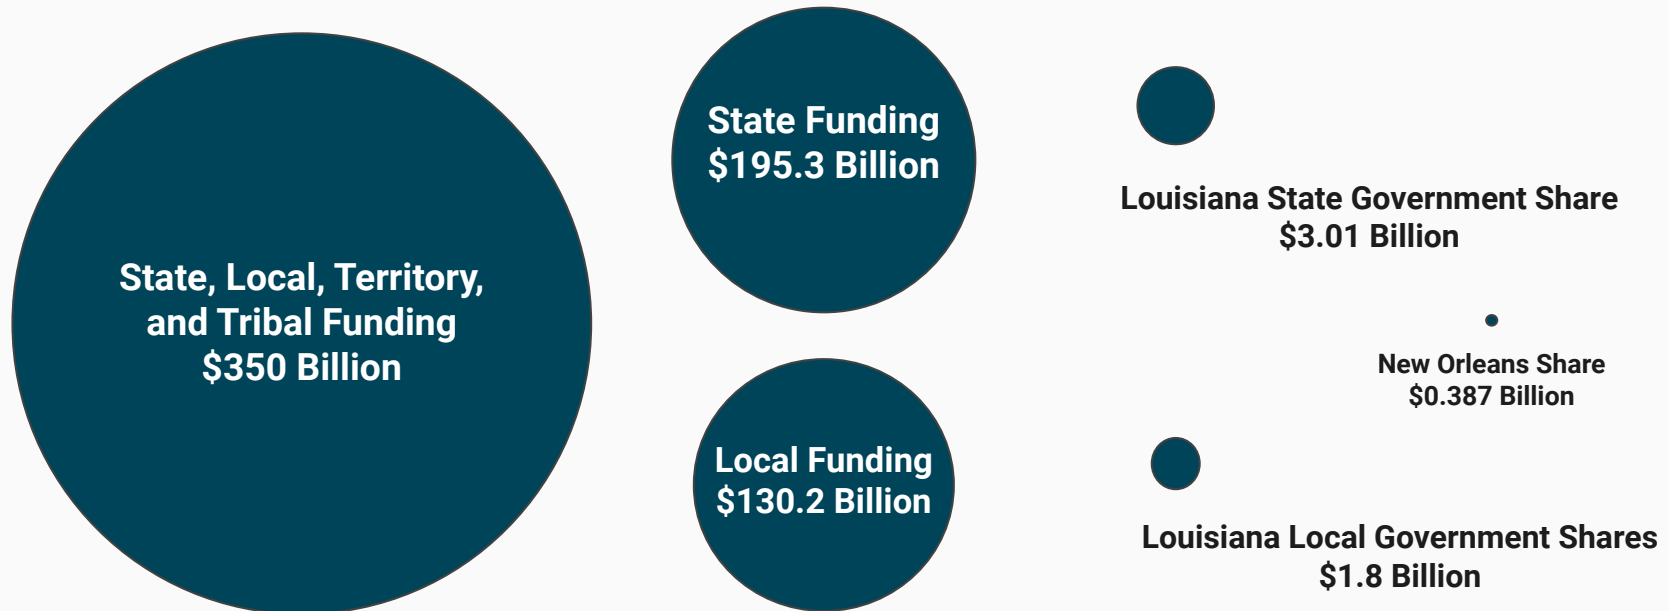 State, Local, Territory,
and Tribal Funding
$350 Billion
State Funding
$195.3 Billion
Local Funding
$130.2 Billion
Louisiana State Government Share
$3.01 Billion
New Orleans Share
$0.387 Billion
Louisiana Local Government Shares
$1.8 Billion